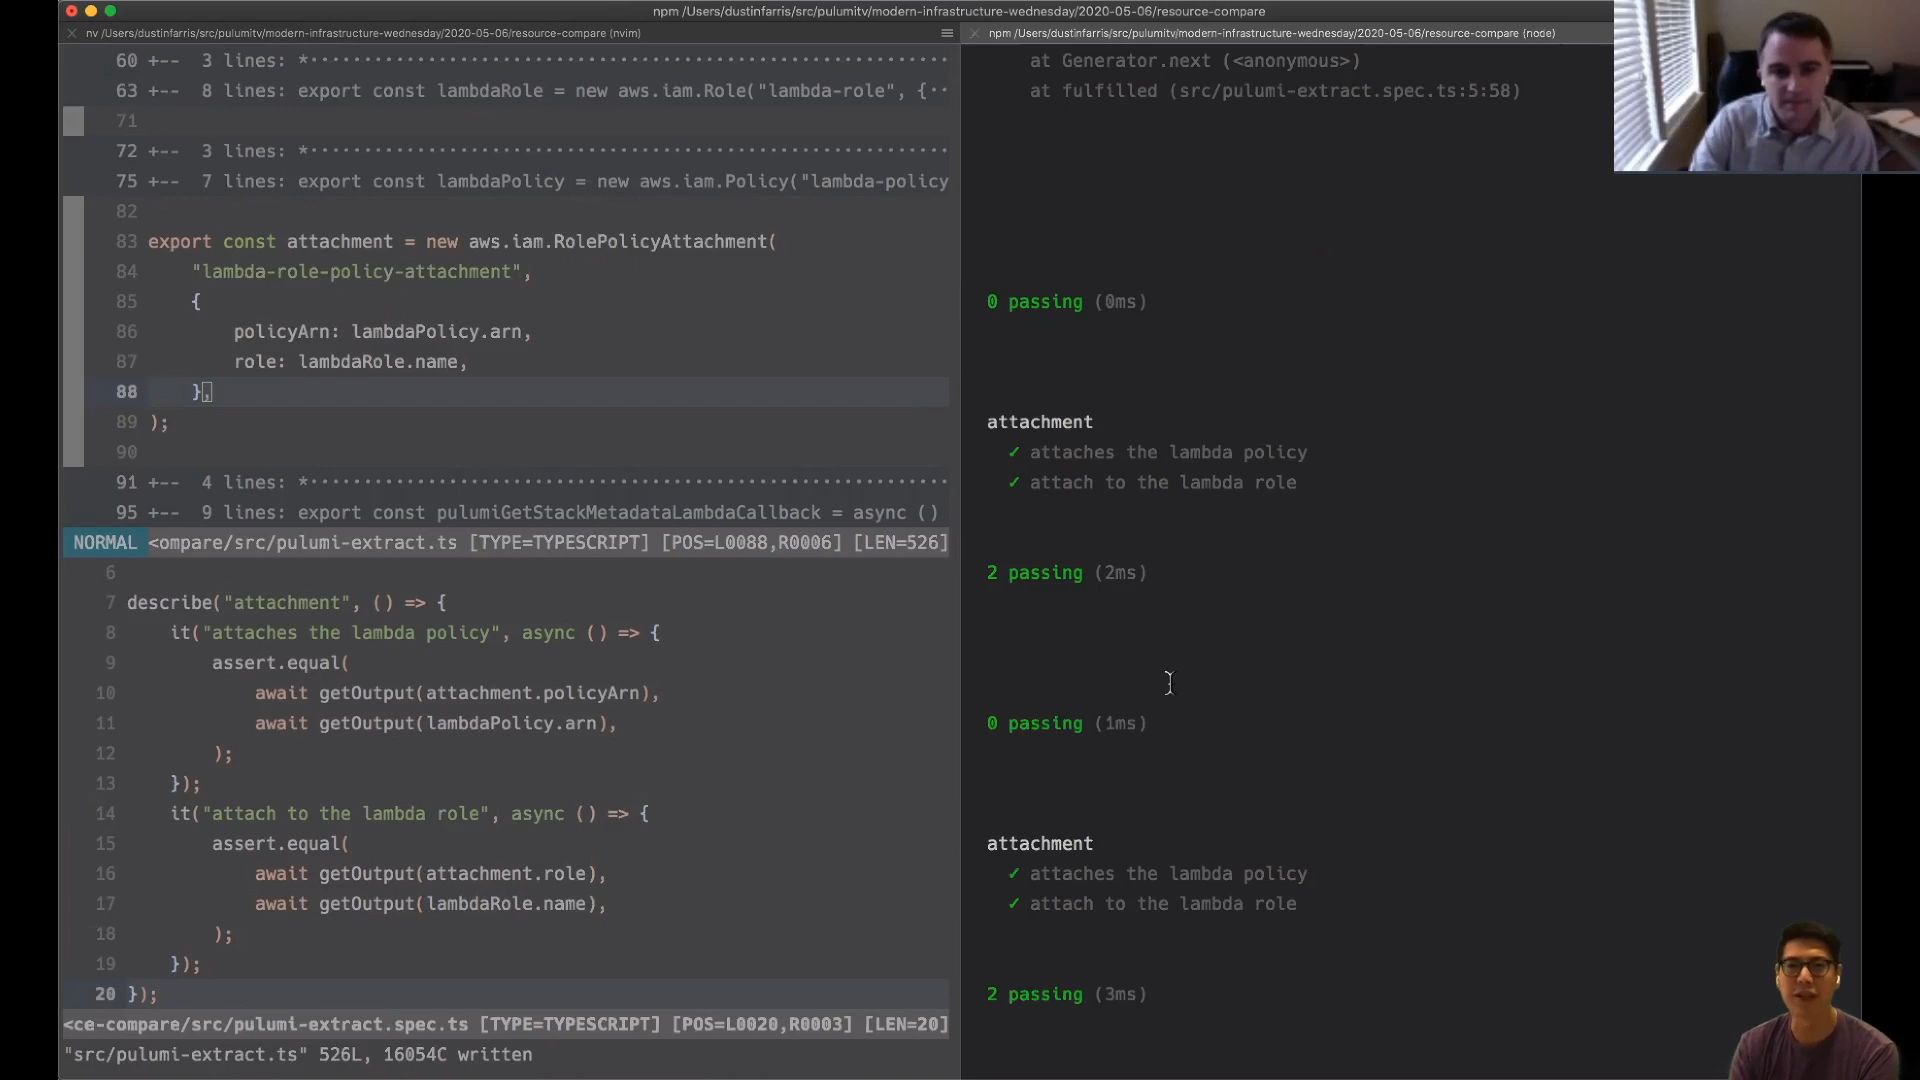 npm /Users/dustinfarris/src/pulumitv/modern-infrastructure-wednesday/2020-05-06/resource-compare
nv /Users/dustinfarris/src/pulumitv/modern-infrastructure-wednesday/2020-05-06/resource-compare (nvim)
60 +--  3 lines: *··························································
63 +--  8 lines: export const lambdaRole = new aws.iam.Role("lambda-role", {··
71
72 +--  3 lines: *··························································
75 +--  7 lines: export const lambdaPolicy = new aws.iam.Policy("lambda-policy
82
83 export const attachment = new aws.iam.RolePolicyAttachment(
84     "lambda-role-policy-attachment",
85     {
86         policyArn: lambdaPolicy.arn,
87         role: lambdaRole.name,
88     },
89 );
90
91 +--  4 lines: *··························································
95 +--  9 lines: export const pulumiGetStackMetadataLambdaCallback = async ()
NORMAL <ompare/src/pulumi-extract.ts [TYPE=TYPESCRIPT] [POS=L0088,R0006] [LEN=526]
6
7 describe("attachment", () => {
8     it("attaches the lambda policy", async () => {
9         assert.equal(
10             await getOutput(attachment.policyArn),
11             await getOutput(lambdaPolicy.arn),
12         );
13     });
14     it("attach to the lambda role", async () => {
15         assert.equal(
16             await getOutput(attachment.role),
17             await getOutput(lambdaRole.name),
18         );
19     });
20 });
<ce-compare/src/pulumi-extract.spec.ts [TYPE=TYPESCRIPT] [POS=L0020,R0003] [LEN=20]
"src/pulumi-extract.ts" 526L, 16054C written
npm /Users/dustinfarris/src/pulumitv/modern-infrastructure-wednesday/2020-05-06/resource-compare (node)
at Generator.next (<anonymous>)
at fulfilled (src/pulumi-extract.spec.ts:5:58)
0 passing (0ms)
attachment
✓ attaches the lambda policy
✓ attach to the lambda role
2 passing (2ms)
0 passing (1ms)
attachment
✓ attaches the lambda policy
✓ attach to the lambda role
2 passing (3ms)